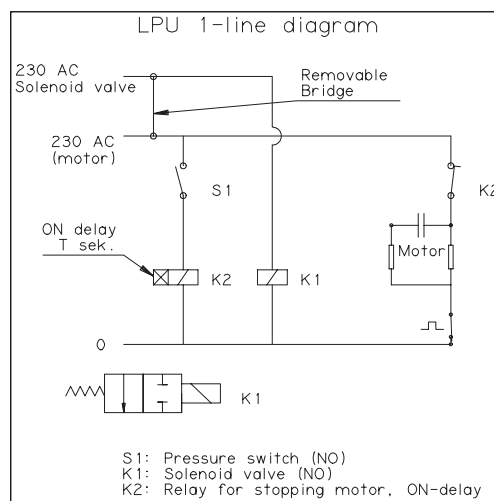 LPU 1-line diagram
230 AC
Solenoid valve
Removable
Bridge
230 AC
(motor)
S1
K2
ON delay
T sek.
Motor
K2
K1
0
K1
S1: Pressure switch (NO)
K1: Solenoid valve (NO)
K2: Relay for stopping motor, ON-delay